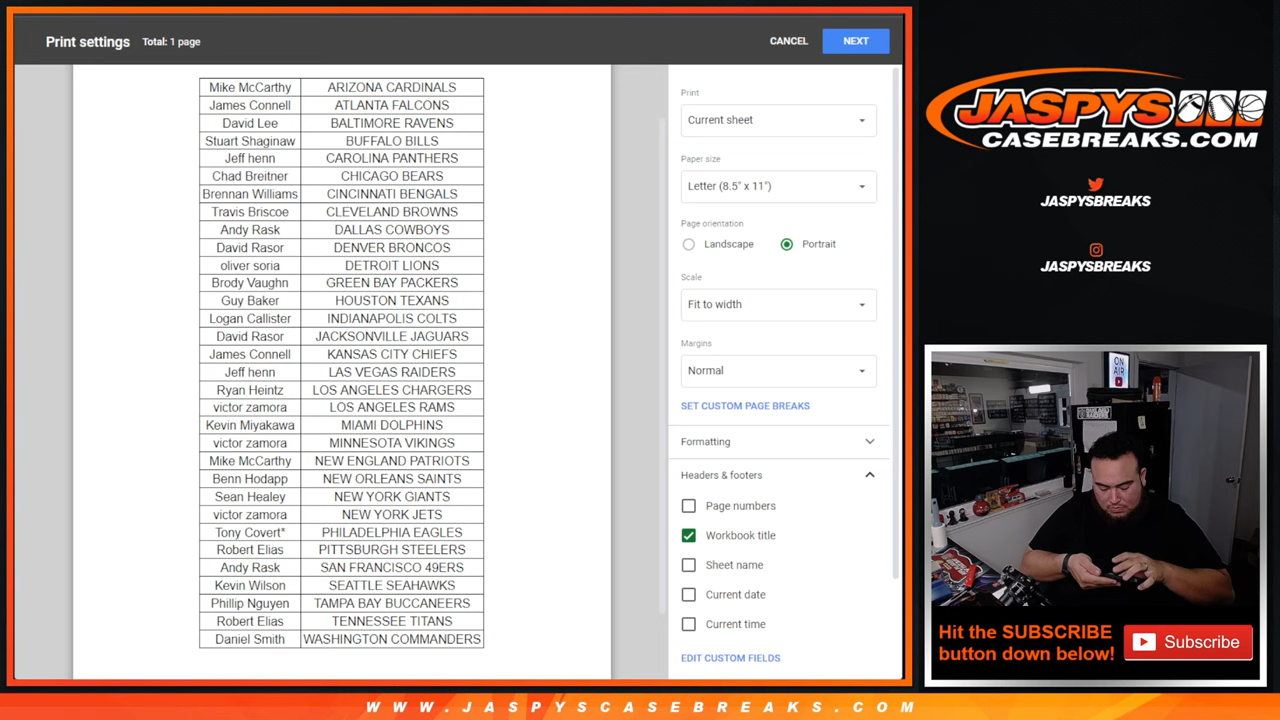 Print settings Total: 1 page CANCEL NEXT
Mike McCarthy ARIZONA CARDINALS
James Connell ATLANTA FALCONS
David Lee BALTIMORE RAVENS
Stuart Shaginaw BUFFALO BILLS
Jeff henn CAROLINA PANTHERS
Chad Breitner CHICAGO BEARS
Brennan Williams CINCINNATI BENGALS
Travis Briscoe CLEVELAND BROWNS
Andy Rask DALLAS COWBOYS
David Rasor DENVER BRONCOS
oliver soria DETROIT LIONS
Brody Vaughn GREEN BAY PACKERS
Guy Baker HOUSTON TEXANS
Logan Callister INDIANAPOLIS COLTS
David Rasor JACKSONVILLE JAGUARS
James Connell KANSAS CITY CHIEFS
Jeff henn LAS VEGAS RAIDERS
Ryan Heintz LOS ANGELES CHARGERS
victor zamora LOS ANGELES RAMS
Kevin Miyakawa MIAMI DOLPHINS
victor zamora MINNESOTA VIKINGS
Mike McCarthy NEW ENGLAND PATRIOTS
Benn Hodapp NEW ORLEANS SAINTS
Sean Healey NEW YORK GIANTS
victor zamora NEW YORK JETS
Tony Covert* PHILADELPHIA EAGLES
Robert Elias PITTSBURGH STEELERS
Andy Rask SAN FRANCISCO 49ERS
Kevin Wilson SEATTLE SEAHAWKS
Phillip Nguyen TAMPA BAY BUCCANEERS
Robert Elias TENNESSEE TITANS
Daniel Smith WASHINGTON COMMANDERS
Print
Current sheet
Paper size
Letter (8.5" x 11")
Page orientation
Landscape Portrait
Scale
Fit to width
Margins
Normal
SET CUSTOM PAGE BREAKS
Formatting
Headers & footers
Page numbers
Workbook title
Sheet name
Current date
Current time
EDIT CUSTOM FIELDS
JASPYS
CASEBREAKS.COM
JASPYSBREAKS
JASPYSBREAKS
ON
AIR
Hit the SUBSCRIBE
button down below!
Subscribe
WWW.JASPYSCASEBREAKS.COM